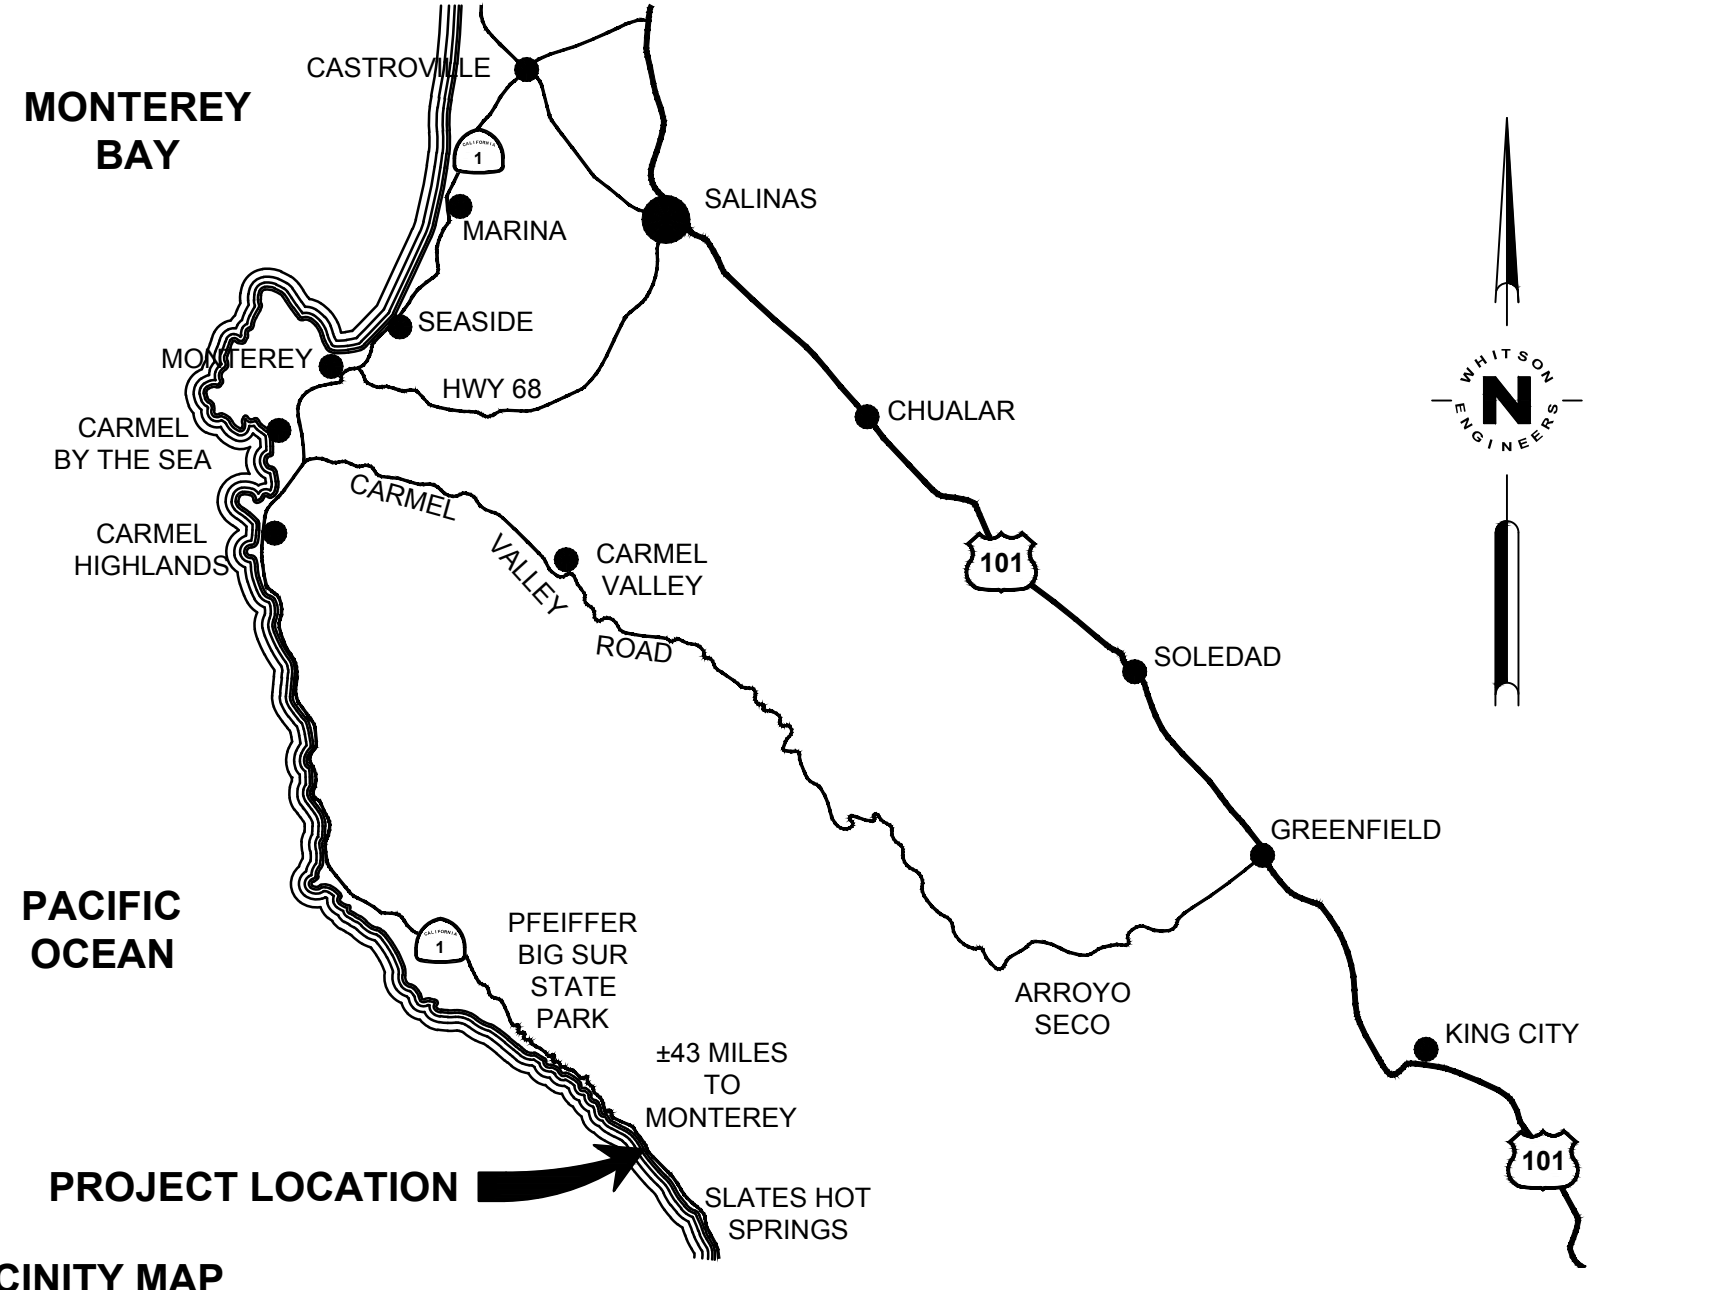 CASTROVILLE
MONTEREY
BAY
CALIFORNIA
1
SALINAS
MARINA
SEASIDE
MONTEREY
HWY 68
WHITSON
N
ENGINEERS
CHUALAR
CARMEL
BY THE SEA
CARMEL
VALLEY
ROAD
CARMEL
HIGHLANDS
CARMEL
VALLEY
101
SOLEDAD
GREENFIELD
PACIFIC
OCEAN
CALIFORNIA
1
PFEIFFER
BIG SUR
STATE
PARK
ARROYO
SECO
KING CITY
±43 MILES
TO
MONTEREY
101
PROJECT LOCATION
SLATES HOT
SPRINGS
CINITY MAP